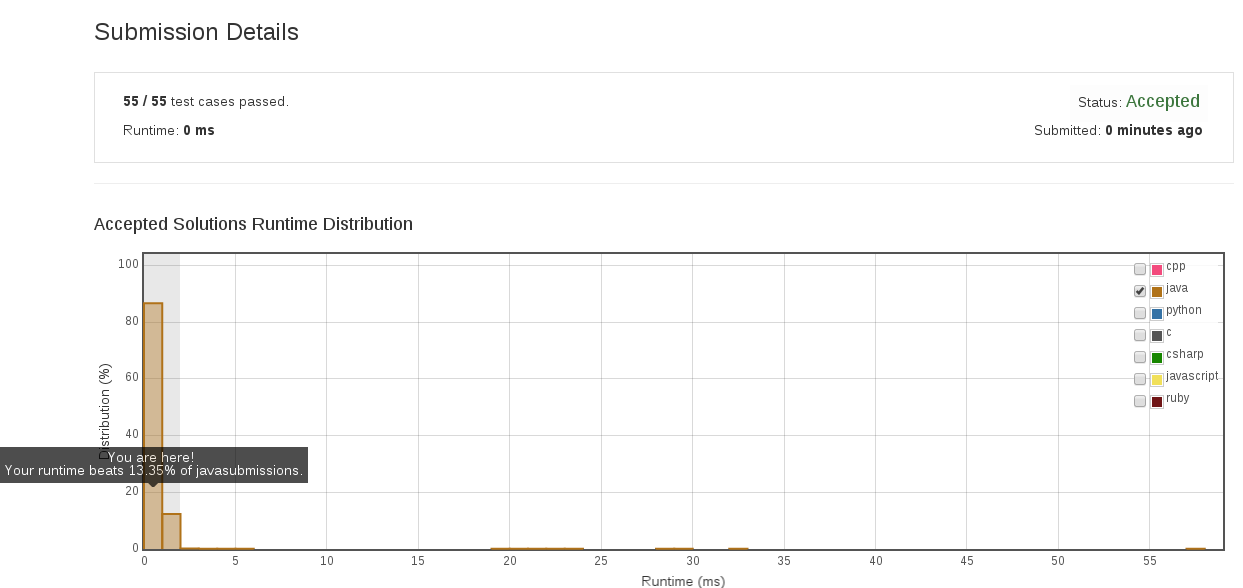 Submission Details
55 / 55 test cases passed.
Status: Accepted
Runtime: 0 ms
Submitted: 0 minutes ago
Accepted Solutions Runtime Distribution
100
80
60
40
20
0
Distribution (%)
You are here!
Your runtime beats 13.35% of javasubmissions.
cpp
java
python
c
csharp
javascript
ruby
0 5 10 15 20 25 30 35 40 45 50 55
Runtime (ms)